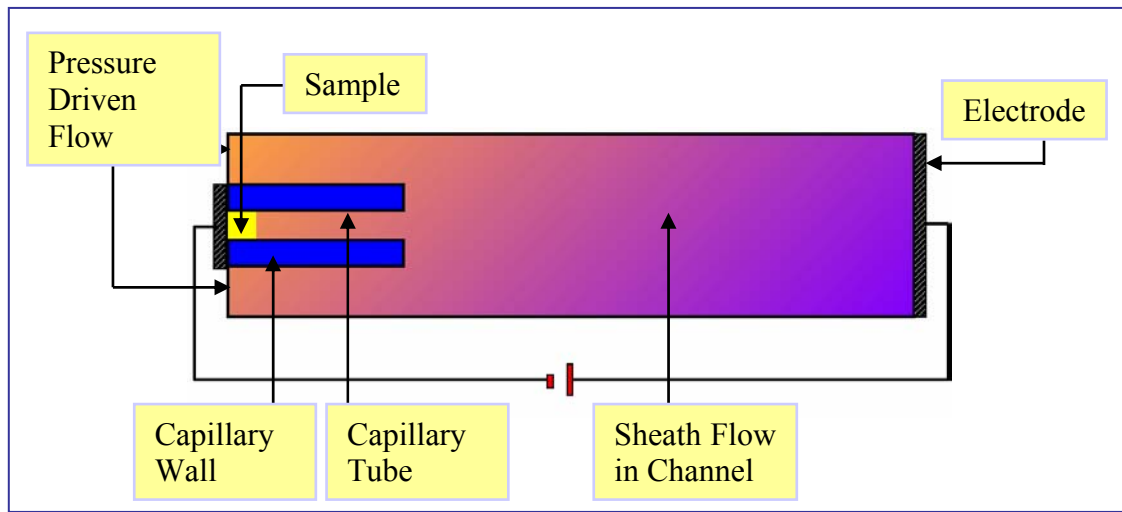 Pressure
Driven
Flow
Sample
Electrode
Capillary
Wall
Capillary
Tube
Sheath Flow
in Channel